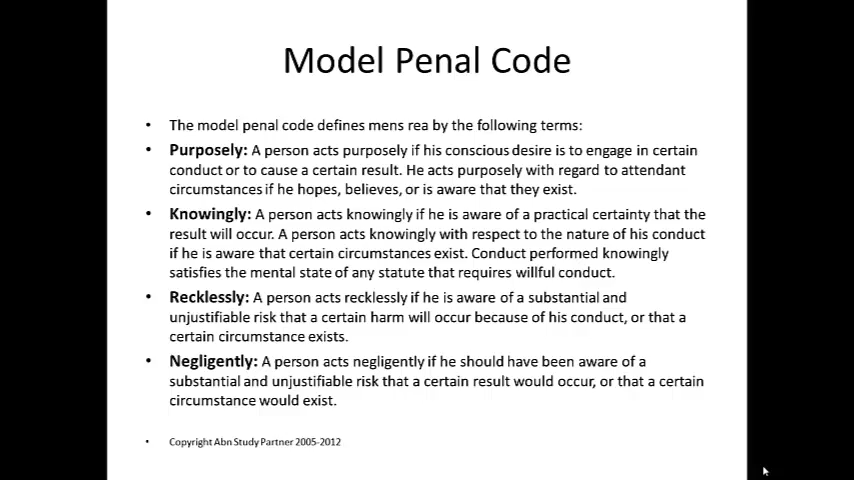 Model Penal Code
• The model penal code defines mens rea by the following terms:
• Purposely: A person acts purposely if his conscious desire is to engage in certain
conduct or to cause a certain result. He acts purposely with regard to attendant
circumstances if he hopes, believes, or is aware that they exist.
• Knowingly: A person acts knowingly if he is aware of a practical certainty that the
result will occur. A person acts knowingly with respect to the nature of his conduct
if he is aware that certain circumstances exist. Conduct performed knowingly
satisfies the mental state of any statute that requires willful conduct.
• Recklessly: A person acts recklessly if he is aware of a substantial and
unjustifiable risk that a certain harm will occur because of his conduct, or that a
certain circumstance exists.
• Negligently: A person acts negligently if he should have been aware of a
substantial and unjustifiable risk that a certain result would occur, or that a certain
circumstance would exist.
• Copyright Abn Study Partner 2005-2012